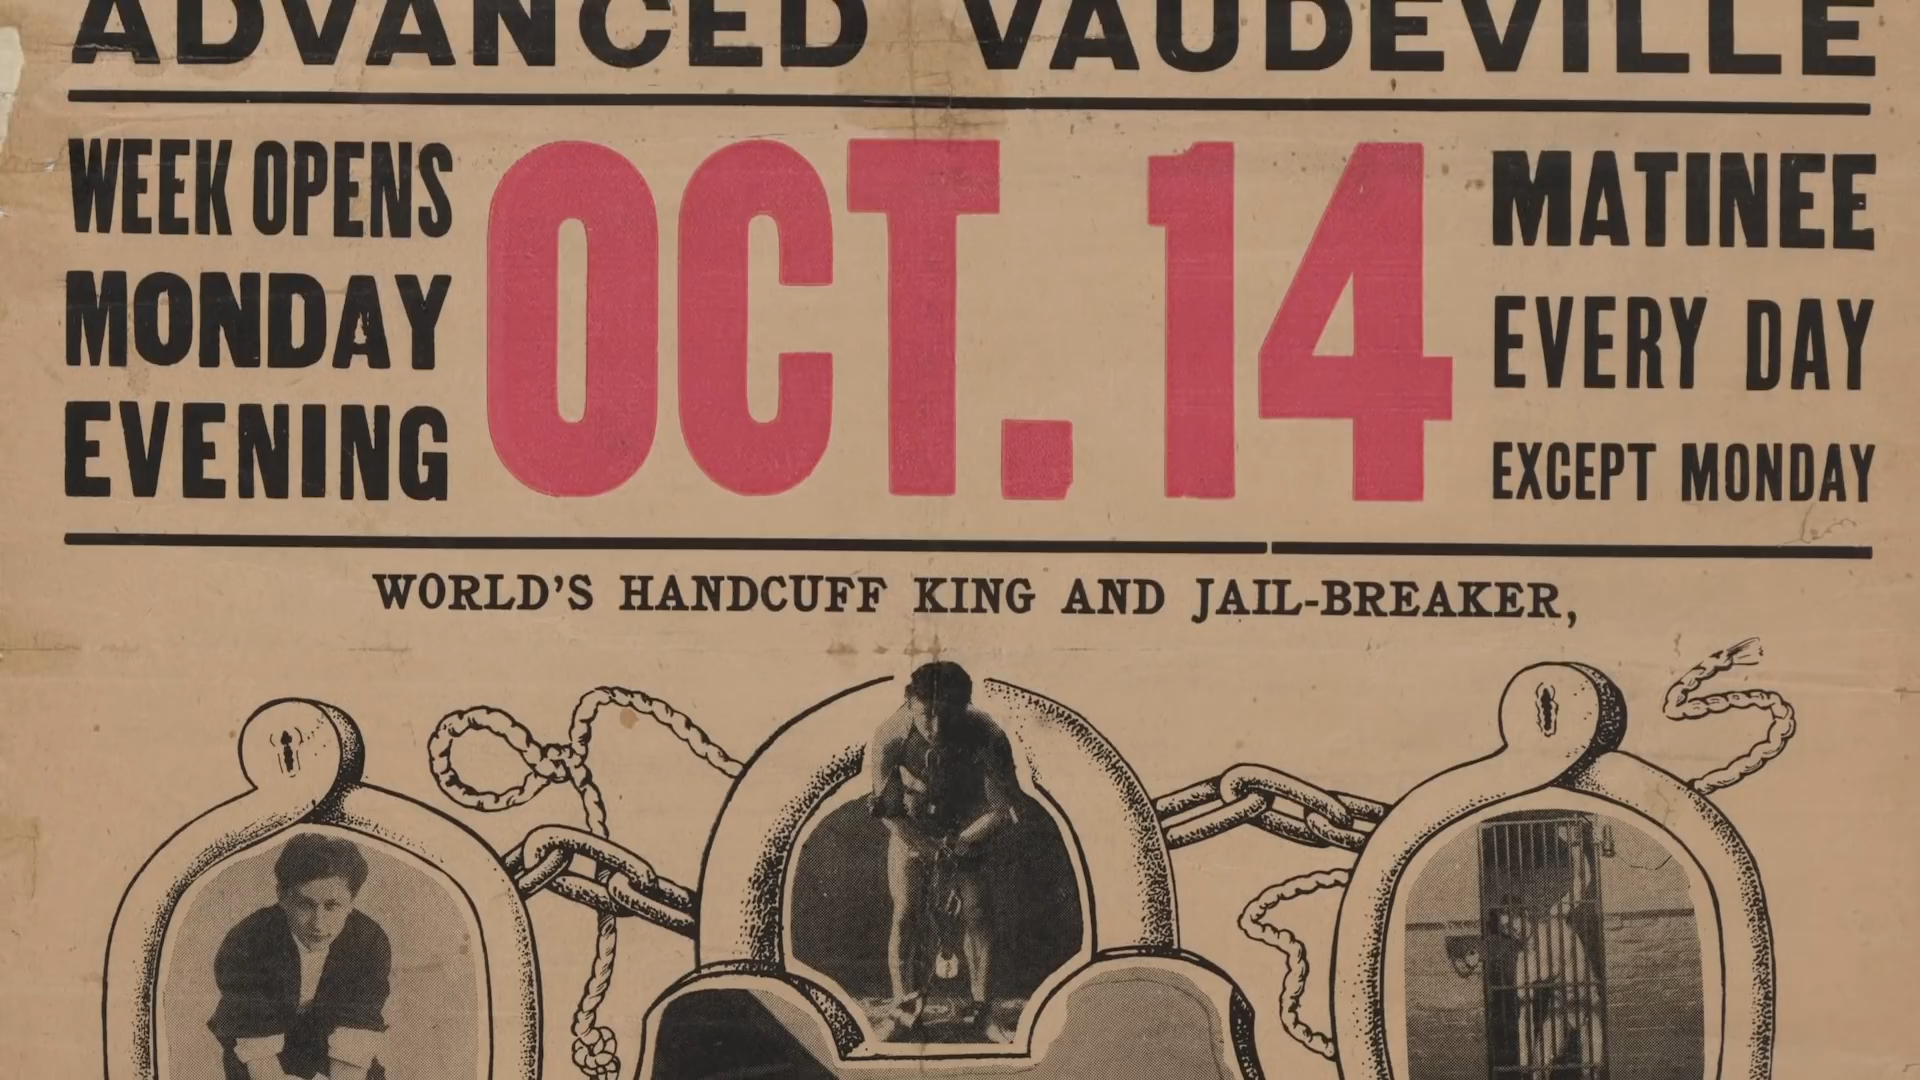 ADVANCED VAUDEVILLE
WEEK OPENS
MONDAY
EVENING
OCT. 14
MATINEE
EVERY DAY
EXCEPT MONDAY
WORLD'S HANDCUFF KING AND JAIL-BREAKER,